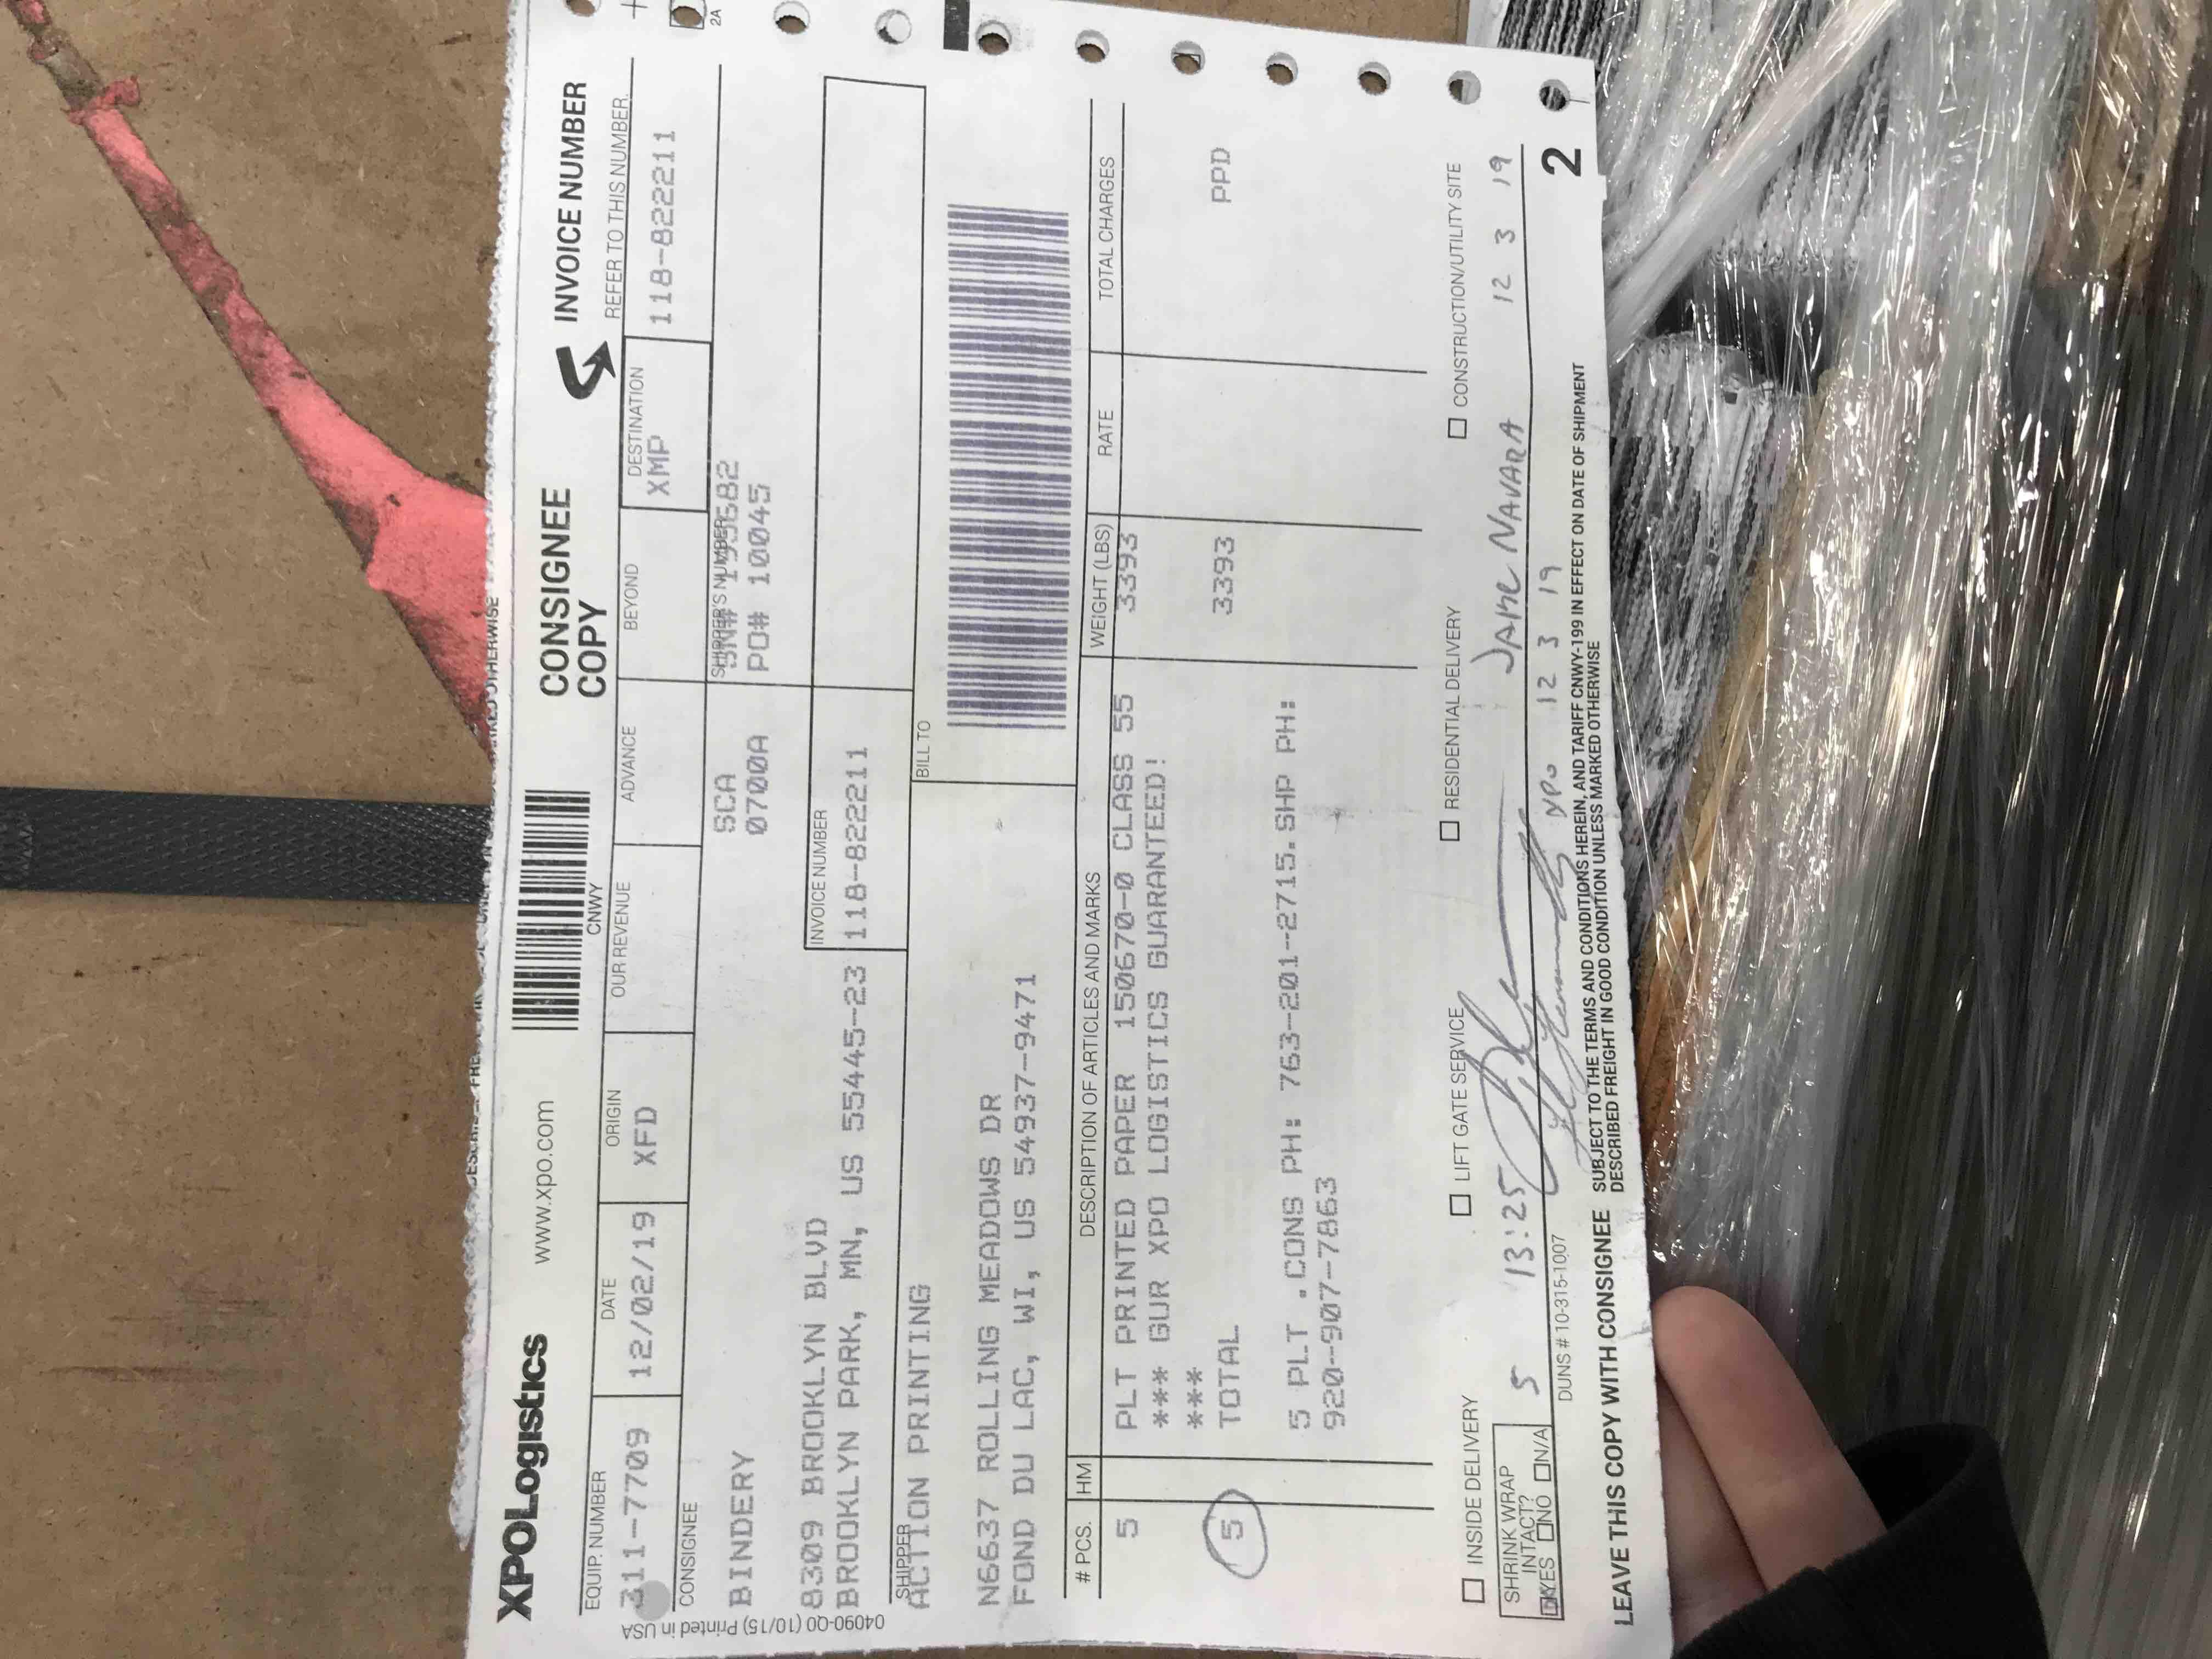 XPOLogistics www.xpo.com CNWY CONSIGNEE COPY INVOICE NUMBER
REFER TO THIS NUMBER.
EQUIP. NUMBER DATE ORIGIN OUR REVENUE ADVANCE BEYOND DESTINATION
311-7709 12/02/19 XFD XMP 118-82211
2A
CONSIGNEE SHIPPER'S NUMBER
SCA SN#
BINDERY 0700A PO# 10045
8309 BROOKLYN BLVD INVOICE NUMBER
BROOKLYN PARK, MN, US 55445-23 118-82211
SHIPPER BILL TO
ACTION PRINTING
N6637 ROLLING MEADOWS DR
FOND DU LAC, WI, US 54937-9471
# PCS. HM DESCRIPTION OF ARTICLES AND MARKS WEIGHT (LBS) RATE TOTAL CHARGES
5 PLT PRINTED PAPER 150670-0 CLASS 55 3393
*** GUR XPO LOGISTICS GUARANTEED!
***
5 TOTAL 3393 PPD
5 PLT .CONS PH: 763-201-2715.SHP PH:
920-907-7863
☐ INSIDE DELIVERY ☐ LIFT GATE SERVICE ☐ RESIDENTIAL DELIVERY ☐ CONSTRUCTION/UTILITY SITE
SHRINK WRAP
INTACT?
YES NO N/A
5 13:25 JAKE NAVARA 12 3 19
XPO 12 3 19
DUNS # 10-315-1007
LEAVE THIS COPY WITH CONSIGNEE
SUBJECT TO THE TERMS AND CONDITIONS HEREIN, AND TARIFF CNWY-199 IN EFFECT ON DATE OF SHIPMENT
DESCRIBED FREIGHT IN GOOD CONDITION UNLESS MARKED OTHERWISE
2
04090-Q0 (10/15) Printed in USA